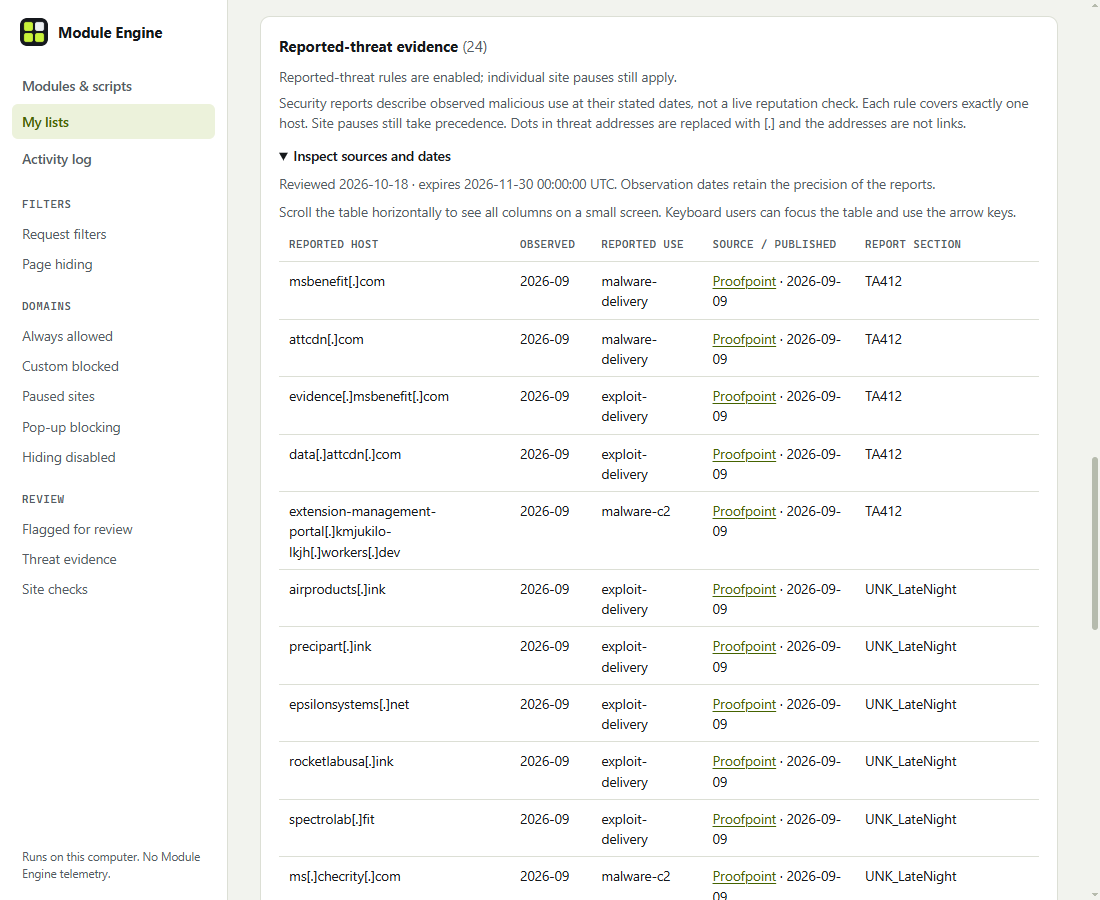 Module Engine
Modules & scripts
My lists
Activity log
FILTERS
Request filters
Page hiding
DOMAINS
Always allowed
Custom blocked
Paused sites
Pop-up blocking
Hiding disabled
REVIEW
Flagged for review
Threat evidence
Site checks
Runs on this computer. No Module
Engine telemetry.
Reported-threat evidence (24)
Reported-threat rules are enabled; individual site pauses still apply.
Security reports describe observed malicious use at their stated dates, not a live reputation check. Each rule covers exactly one
host. Site pauses still take precedence. Dots in threat addresses are replaced with [.] and the addresses are not links.
▼ Inspect sources and dates
Reviewed 2026-10-18 · expires 2026-11-30 00:00:00 UTC. Observation dates retain the precision of the reports.
Scroll the table horizontally to see all columns on a small screen. Keyboard users can focus the table and use the arrow keys.
REPORTED HOST OBSERVED REPORTED USE SOURCE / PUBLISHED REPORT SECTION
msbenefit[.]com 2026-09 malware- Proofpoint · 2026-09- TA412
delivery 09
attcdn[.]com 2026-09 malware- Proofpoint · 2026-09- TA412
delivery 09
evidence[.]msbenefit[.]com 2026-09 exploit- Proofpoint · 2026-09- TA412
delivery 09
data[.]attcdn[.]com 2026-09 exploit- Proofpoint · 2026-09- TA412
delivery 09
extension-management- 2026-09 malware-c2 Proofpoint · 2026-09- TA412
portal[.]kmjukilo- 09
lkjh[.]workers[.]dev
airproducts[.]ink 2026-09 exploit- Proofpoint · 2026-09- UNK_LateNight
delivery 09
precipart[.]ink 2026-09 exploit- Proofpoint · 2026-09- UNK_LateNight
delivery 09
epsilonsystems[.]net 2026-09 exploit- Proofpoint · 2026-09- UNK_LateNight
delivery 09
rocketlabusa[.]ink 2026-09 exploit- Proofpoint · 2026-09- UNK_LateNight
delivery 09
spectrolab[.]fit 2026-09 exploit- Proofpoint · 2026-09- UNK_LateNight
delivery 09
ms[.]checrity[.]com 2026-09 malware-c2 Proofpoint · 2026-09- UNK_LateNight
09